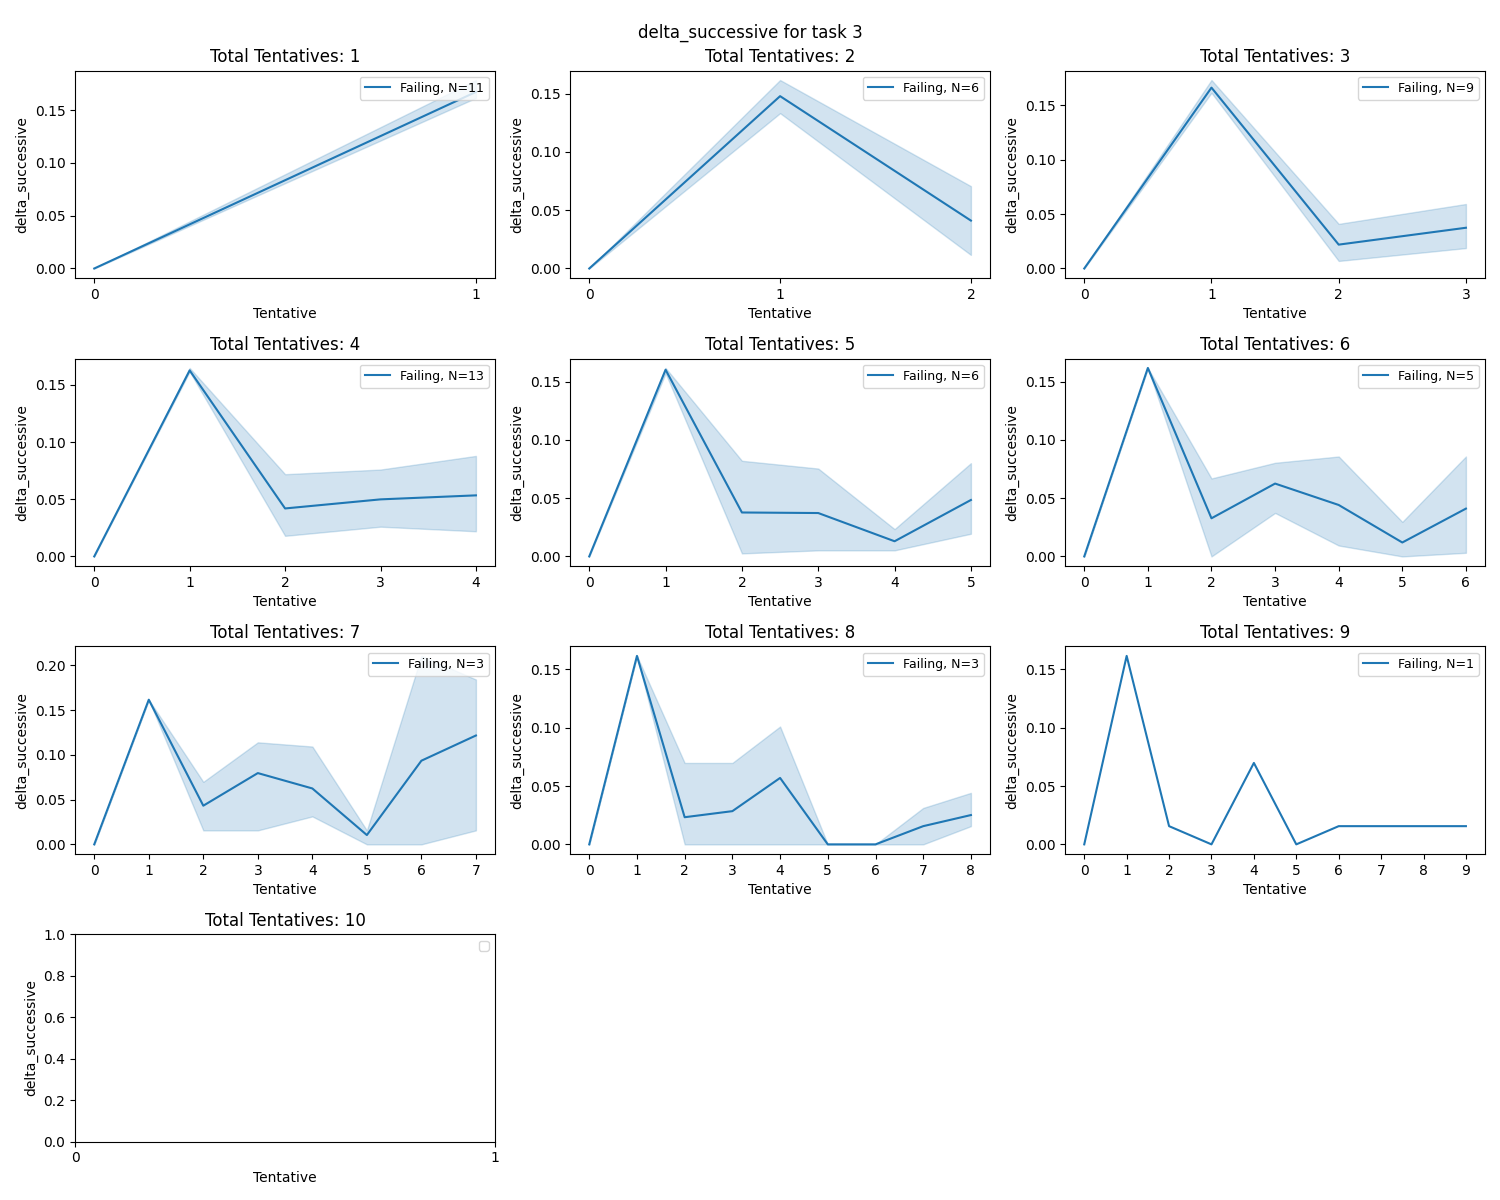 delta_successive for task 3
Total Tentatives: 1
Failing, N=11
delta_successive
0.15
0.10
0.05
0.00
0 1
Tentative
Total Tentatives: 2
Failing, N=6
delta_successive
0.15
0.10
0.05
0.00
0 1 2
Tentative
Total Tentatives: 3
Failing, N=9
delta_successive
0.15
0.10
0.05
0.00
0 1 2 3
Tentative
Total Tentatives: 4
Failing, N=13
delta_successive
0.15
0.10
0.05
0.00
0 1 2 3 4
Tentative
Total Tentatives: 5
Failing, N=6
delta_successive
0.15
0.10
0.05
0.00
0 1 2 3 4 5
Tentative
Total Tentatives: 6
Failing, N=5
delta_successive
0.15
0.10
0.05
0.00
0 1 2 3 4 5 6
Tentative
Total Tentatives: 7
Failing, N=3
delta_successive
0.20
0.15
0.10
0.05
0.00
0 1 2 3 4 5 6 7
Tentative
Total Tentatives: 8
Failing, N=3
delta_successive
0.15
0.10
0.05
0.00
0 1 2 3 4 5 6 7 8
Tentative
Total Tentatives: 9
Failing, N=1
delta_successive
0.15
0.10
0.05
0.00
0 1 2 3 4 5 6 7 8 9
Tentative
Total Tentatives: 10
delta_successive
1.0
0.8
0.6
0.4
0.2
0.0
0 1
Tentative